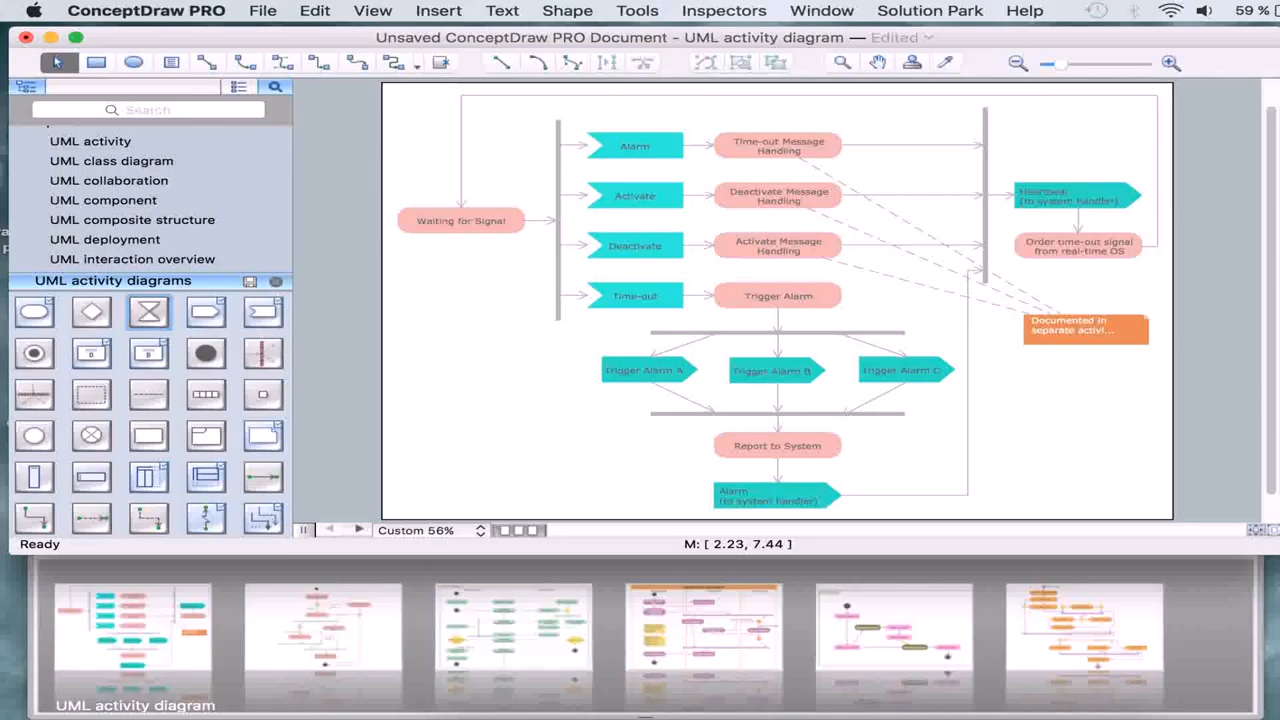 ConceptDraw PRO File Edit View Insert Text Shape Tools Inspectors Window Solution Park Help 59 %
Unsaved ConceptDraw PRO Document - UML activity diagram — Edited
Search
UML activity
UML class diagram
UML collaboration
UML component
UML composite structure
UML deployment
UML interaction overview
UML activity diagrams
Waiting for Signal
Alarm
Time-out Message
Handling
Activate
Deactivate Message
Handling
Deactivate
Activate Message
Handling
Time-out
Trigger Alarm
Heartbeat
(to system handler)
Order time-out signal
from real-time OS
Documented in
separate activi...
Trigger Alarm A
Trigger Alarm B
Trigger Alarm C
Report to System
Alarm
(to system handler)
Custom 56%
Ready
M: [ 2.23, 7.44 ]
UML activity diagram